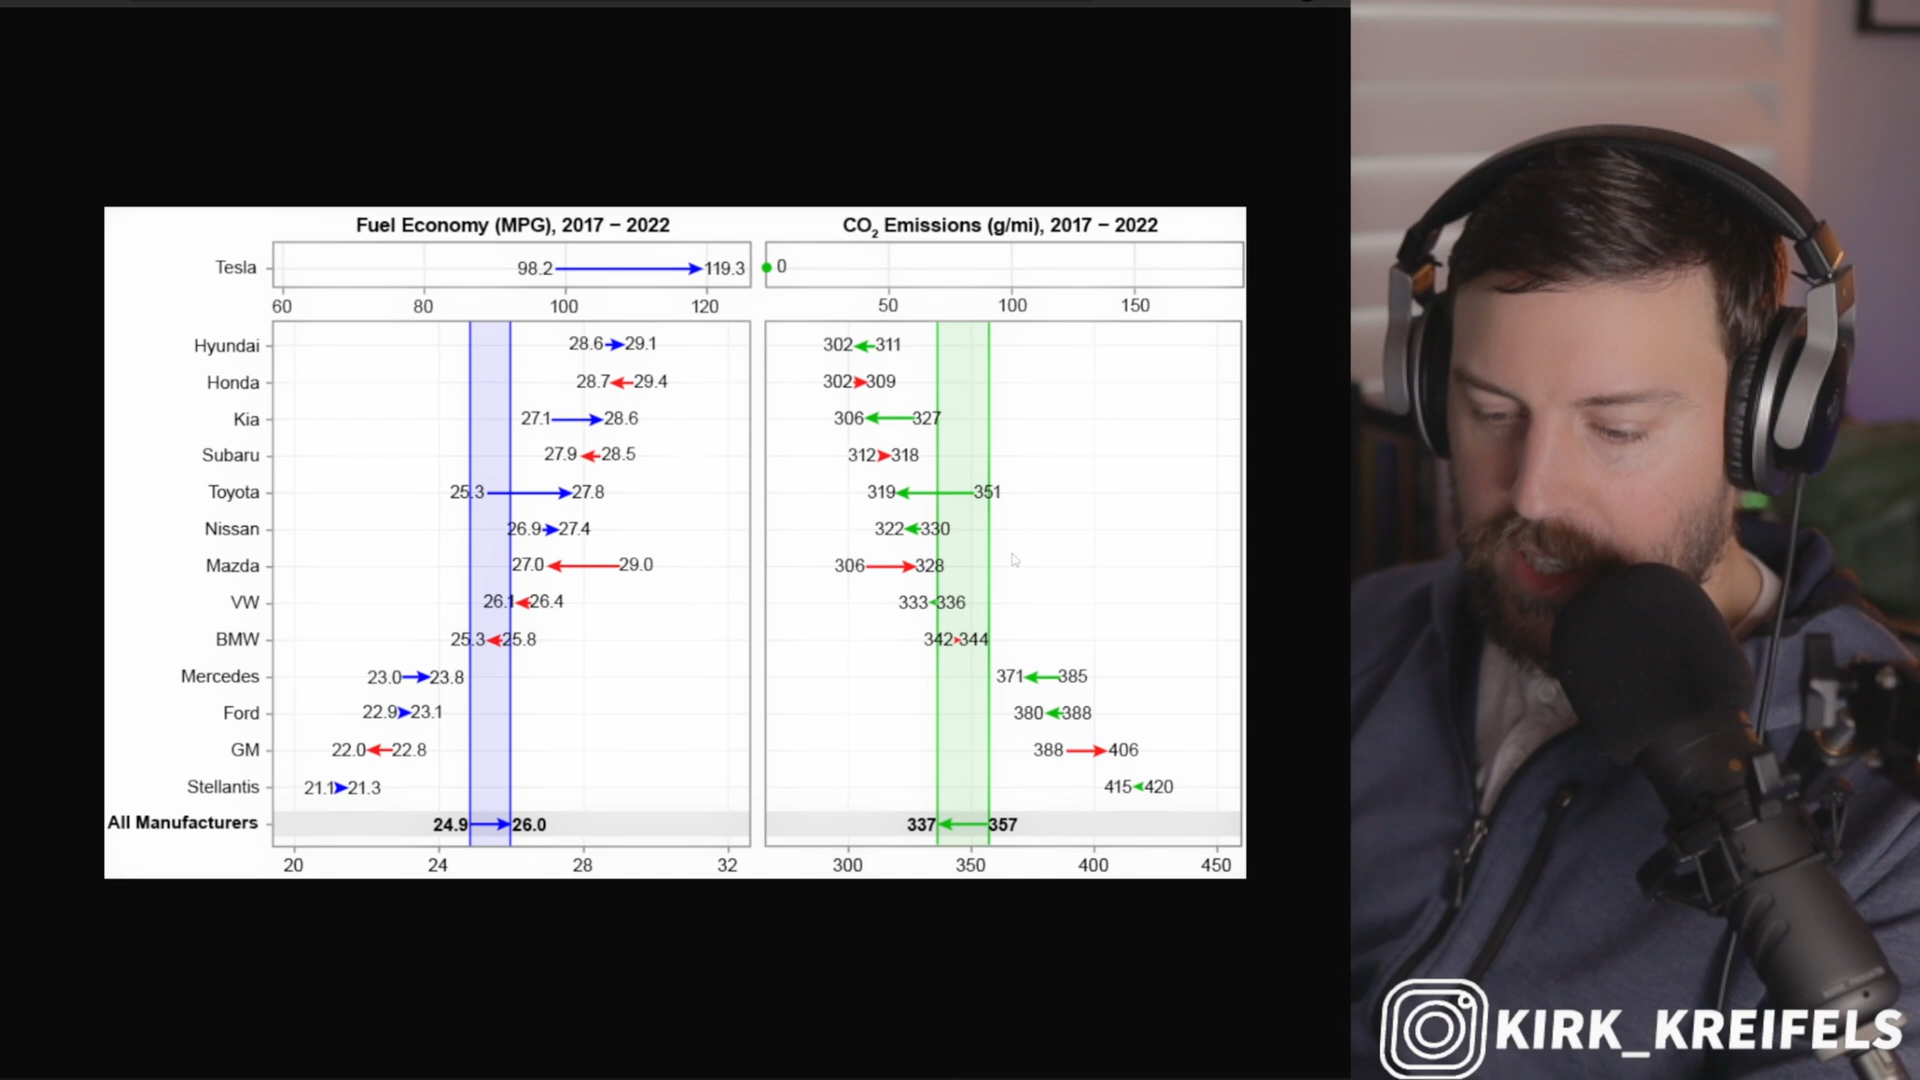 Fuel Economy (MPG), 2017 – 2022
CO2 Emissions (g/mi), 2017 – 2022
Tesla 98.2 119.3 0
60 80 100 120 50 100 150
Hyundai 28.6 29.1 302 311
Honda 28.7 29.4 302 309
Kia 27.1 28.6 306 327
Subaru 27.9 28.5 312 318
Toyota 25.3 27.8 319 351
Nissan 26.9 27.4 322 330
Mazda 27.0 29.0 306 328
VW 26.1 26.4 333 336
BMW 25.3 25.8 342 344
Mercedes 23.0 23.8 371 385
Ford 22.9 23.1 380 388
GM 22.0 22.8 388 406
Stellantis 21.1 21.3 415 420
All Manufacturers 24.9 26.0 337 357
20 24 28 32 300 350 400 450
KIRK_KREIFELS